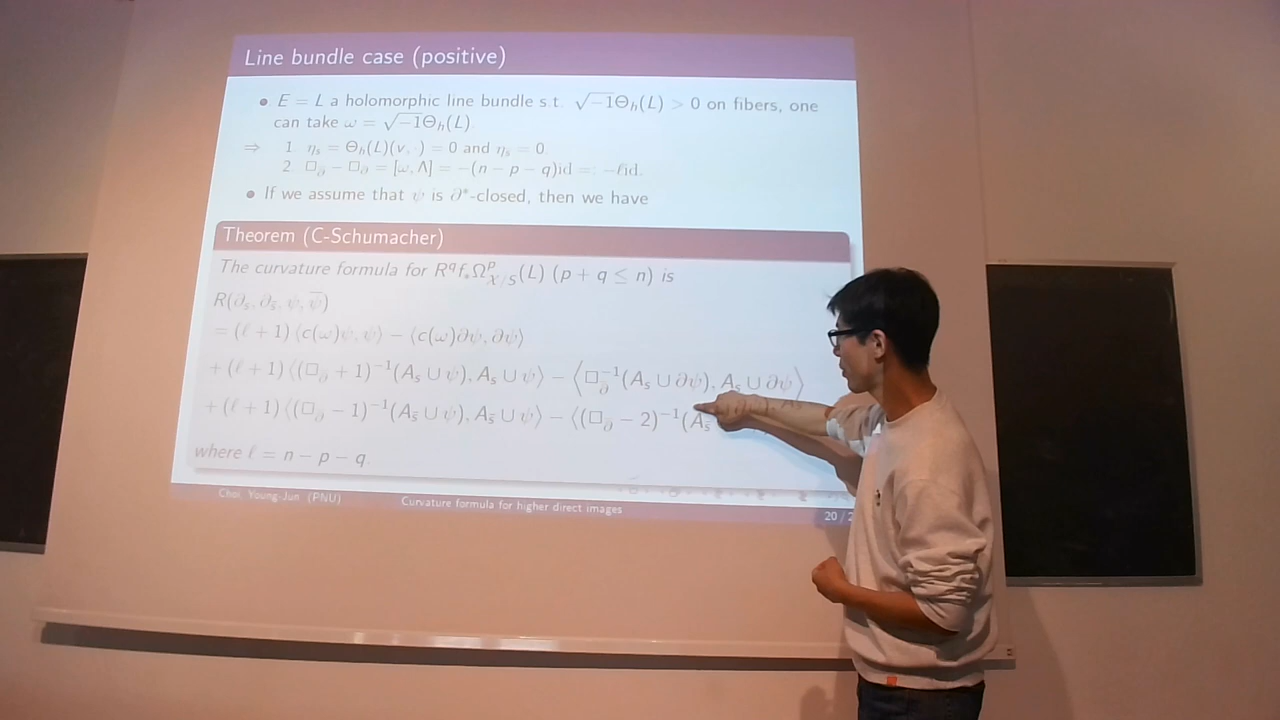 Line bundle case (positive)
• E = L a holomorphic line bundle s.t. √−1Θ_h(L) > 0 on fibers, one
can take ω = √−1Θ_h(L).
⇒ 1. η_s = Θ_h(L)(v, ·) = 0 and η_s̄ = 0.
2. □_∂ − □_∂̄ = [ω, Λ] = −(n − p − q)id =: −ℓid.
• If we assume that ψ is ∂*-closed, then we have
Theorem (C-Schumacher)
The curvature formula for R^q f_*Ω^p_{X/S}(L) (p + q ≤ n) is
R(∂_s, ∂_s̄, ψ, ψ̄)
= (ℓ + 1) ⟨c(ω)ψ, ψ⟩ − ⟨c(ω)∂ψ, ∂ψ⟩
+ (ℓ + 1) ⟨(□_∂ + 1)^{−1}(A_s ∪ ψ), A_s ∪ ψ⟩ − ⟨□_∂^{−1}(A_s ∪ ∂ψ), A_s ∪ ∂ψ⟩
+ (ℓ + 1) ⟨(□_∂ − 1)^{−1}(A_s̄ ∪ ψ), A_s̄ ∪ ψ⟩ − ⟨(□_∂ − 2)^{−1}(A_s̄
where ℓ = n − p − q.
Choi, Young-Jun (PNU) Curvature formula for higher direct images 20 / 2